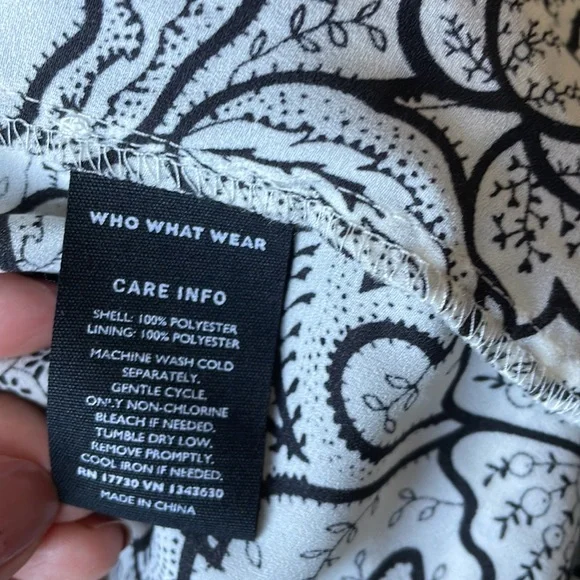 WHO WHAT WEAR
CARE INFO
SHELL: 100% POLYESTER
LINING: 100% POLYESTER
MACHINE WASH COLD
SEPARATELY.
GENTLE CYCLE.
ONLY NON-CHLORINE
BLEACH IF NEEDED.
TUMBLE DRY LOW.
REMOVE PROMPTLY.
COOL IRON IF NEEDED.
RN 17730 VN 1343630
MADE IN CHINA